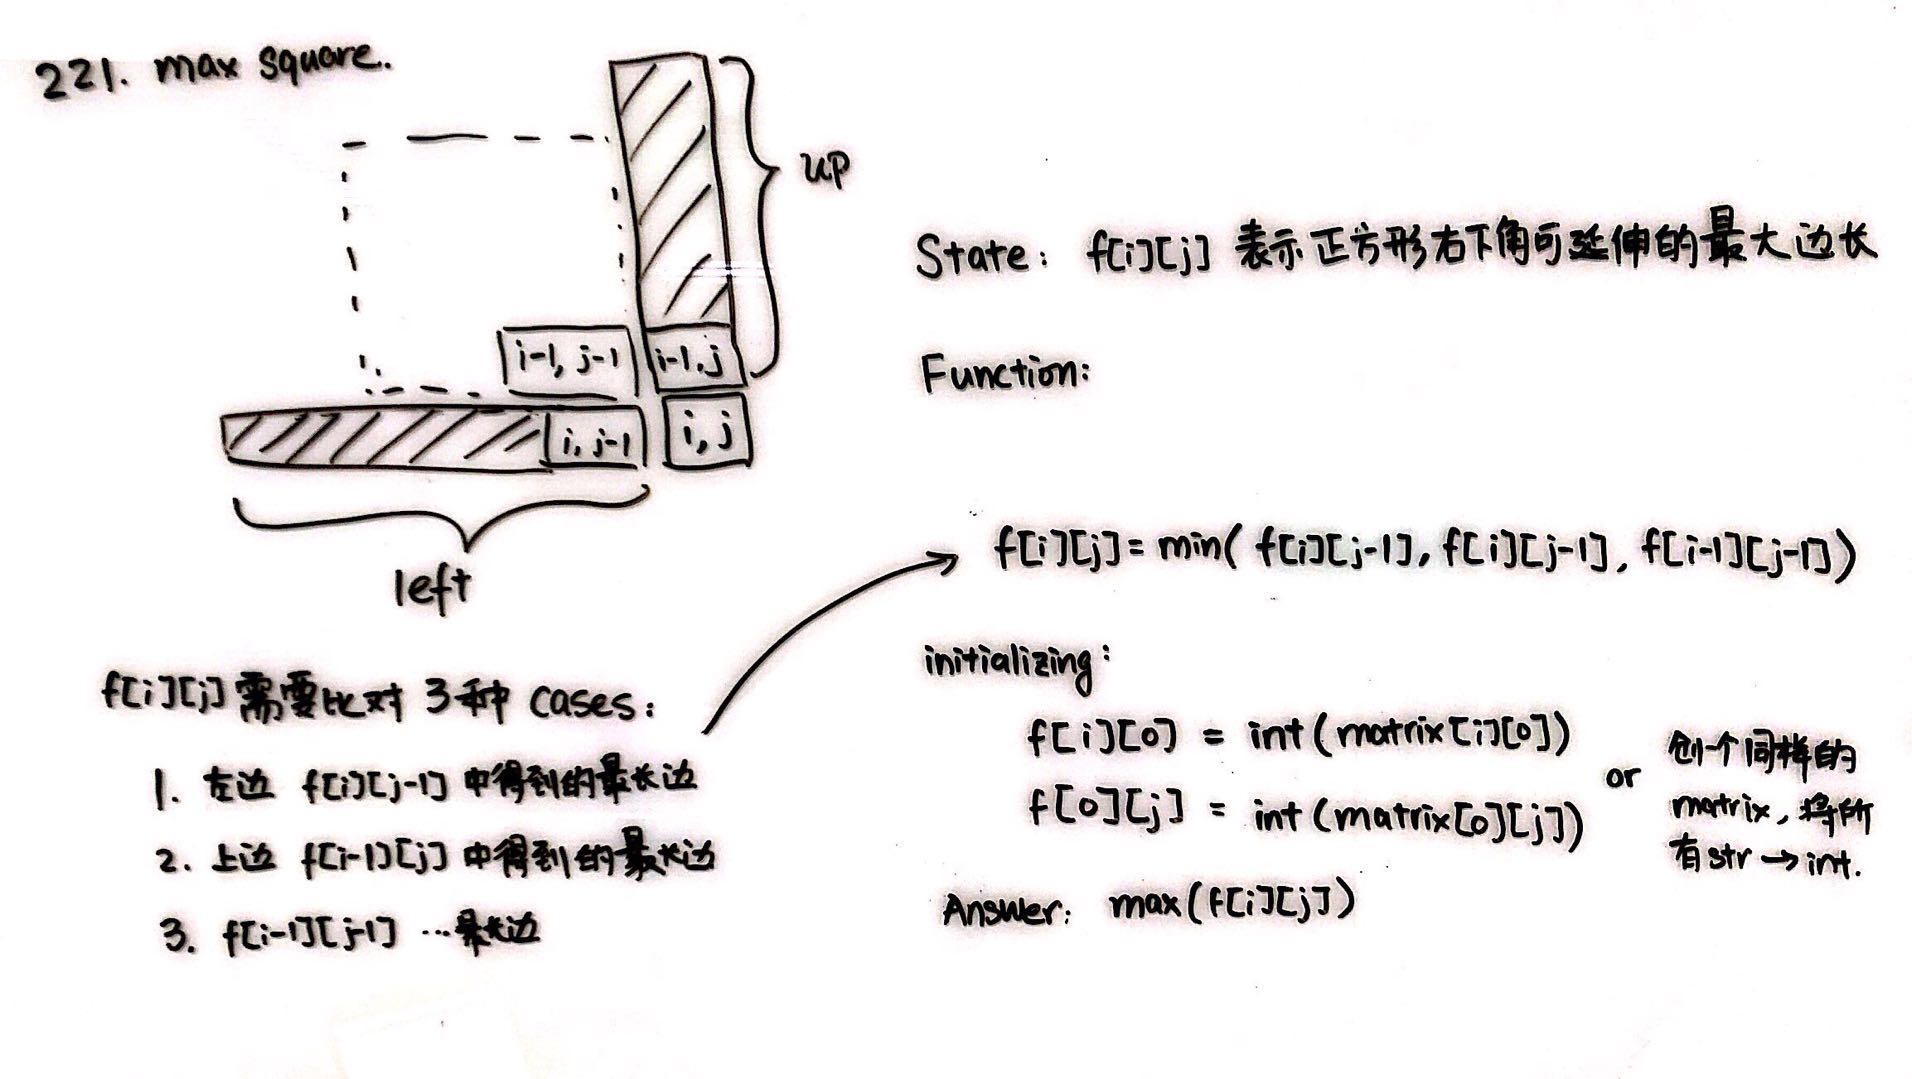 221. max square.
up
i-1, j-1
i-1, j
i, j-1
i, j
left
f[i][j] 需要比对 3种 cases:
1. 左边 f[i][j-1] 中得到的最长边
2. 上边 f[i-1][j] 中得到的最长边
3. f[i-1][j-1] ...最长边
State: f[i][j] 表示正方形右下角可延伸的最大边长
Function:
f[i][j] = min( f[i][j-1], f[i][j-1], f[i-1][j-1])
initializing:
f[i][0] = int(matrix[i][0])
f[0][j] = int(matrix[0][j])
or
创个同样的
matrix, 将所
有str → int.
Answer: max(f[i][j])